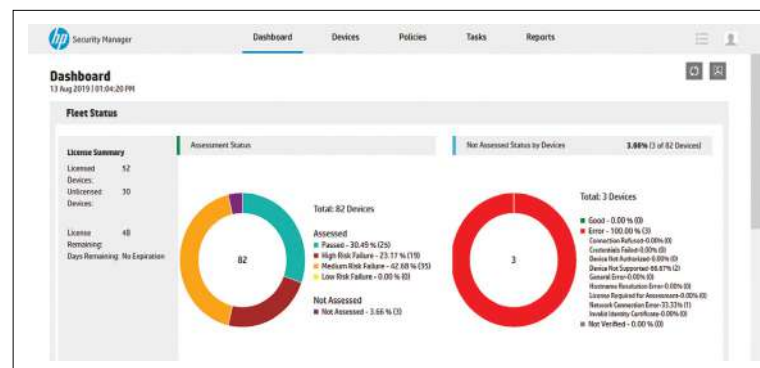 hp Security Manager
Dashboard Devices Policies Tasks Reports
Dashboard
13 Aug 2019 | 01:04:20 PM
Fleet Status
License Summary
Licensed Devices: 52
Unlicensed Devices: 30
License Remaining: 48
Days Remaining: No Expiration
Assessment Status
82
Total: 82 Devices
Assessed
Passed - 30.49 % (25)
High Risk Failure - 23.17 % (19)
Medium Risk Failure - 42.68 % (35)
Low Risk Failure - 0.00 % (0)
Not Assessed
Not Assessed - 3.66 % (3)
Not Assessed Status by Devices 3.66% (3 of 82 Devices)
3
Total: 3 Devices
Good - 0.00 % (0)
Error - 100.00 % (3)
Connection Refused-0.00% (0)
Credentials Failed-0.00% (0)
Device Not Authorized-0.00% (0)
Device Not Supported-66.67% (2)
General Error-0.00% (0)
Hostname Resolution Error-0.00% (0)
License Required for Assessment-0.00% (0)
Network Connection Error-33.33% (1)
Invalid Identity Certificate-0.00% (0)
Not Verified - 0.00 % (0)